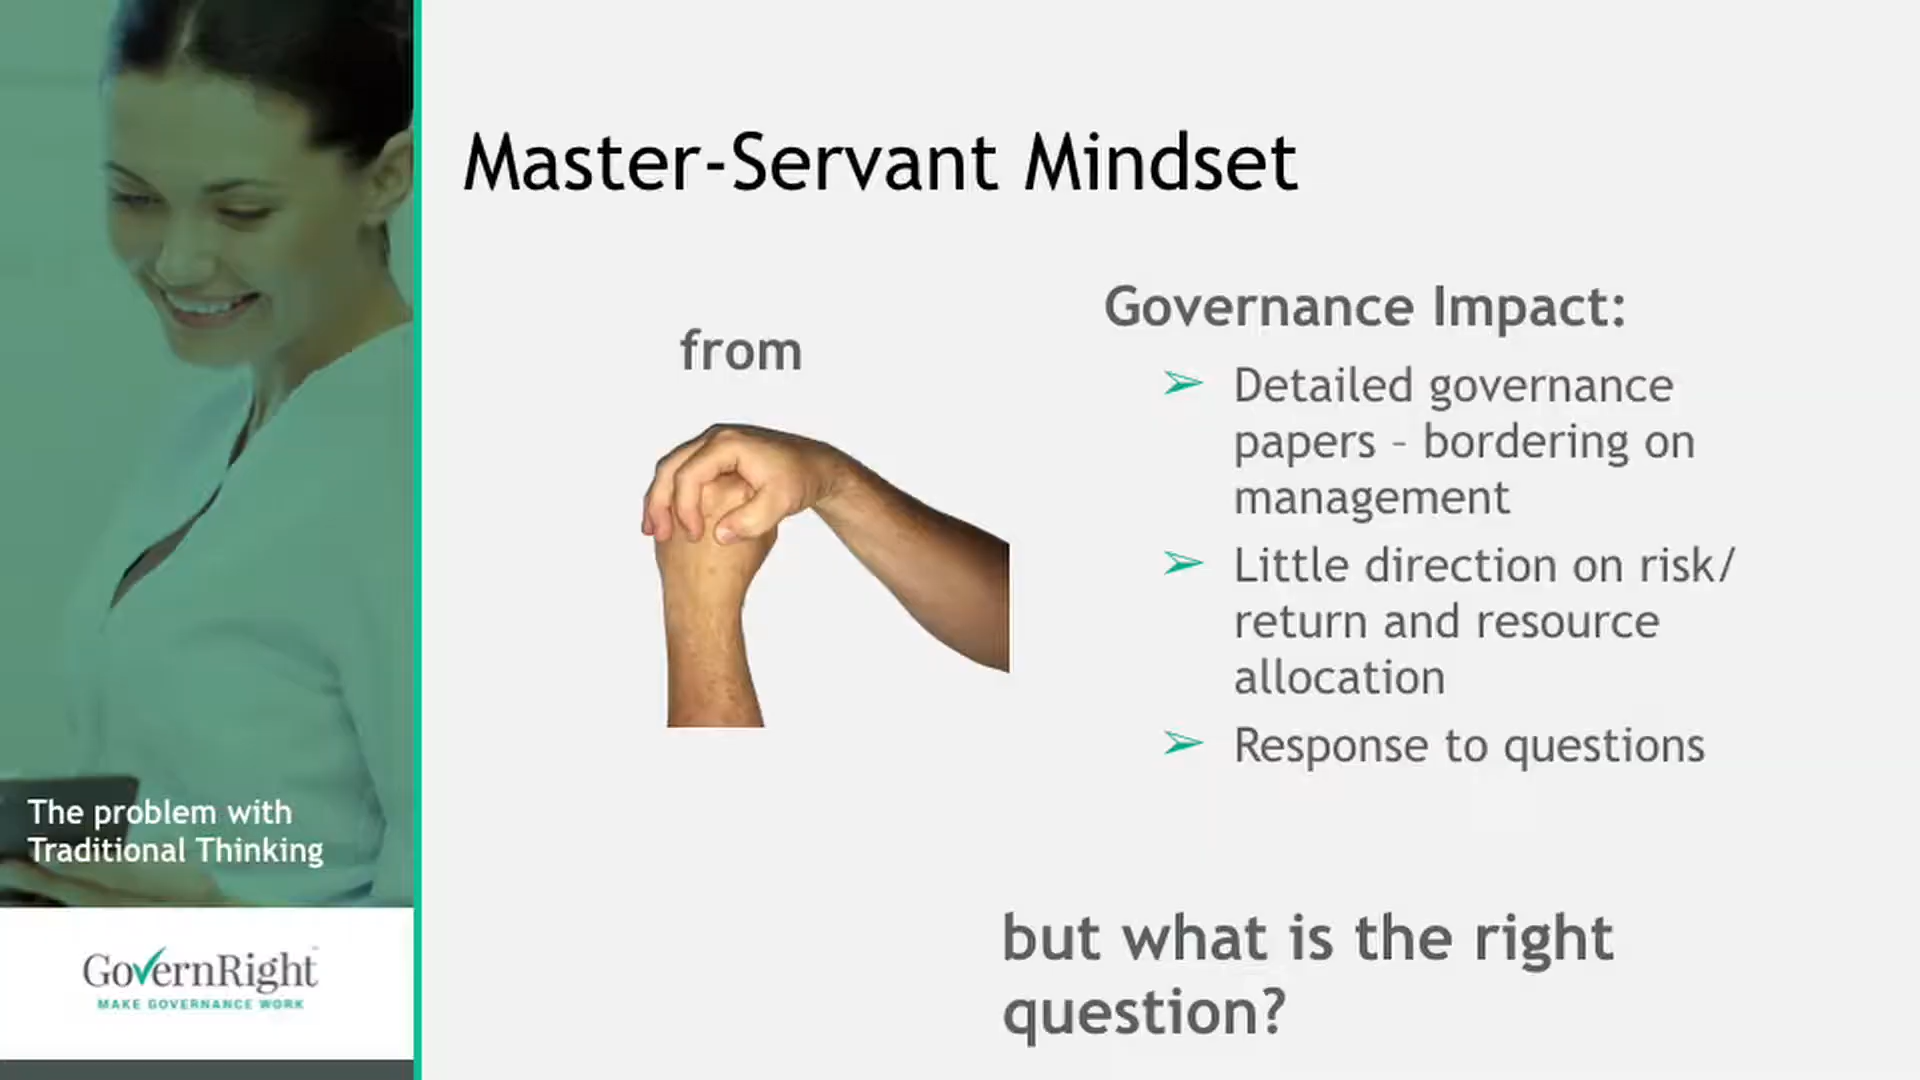 Master-Servant Mindset
from
Governance Impact:
➢ Detailed governance
papers – bordering on
management
➢ Little direction on risk/
return and resource
allocation
➢ Response to questions
but what is the right
question?
The problem with
Traditional Thinking
GovernRight™
MAKE GOVERNANCE WORK